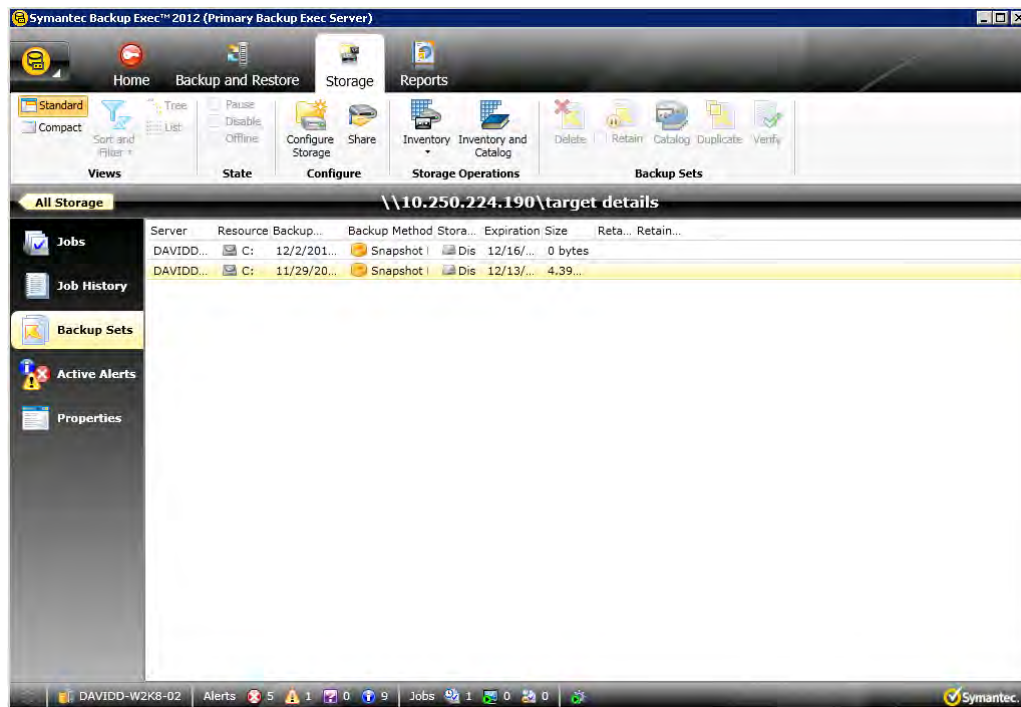 Symantec Backup Exec™ 2012 (Primary Backup Exec Server)
Home Backup and Restore Storage Reports
Standard
Compact
Sort and Filter
Tree
List
Pause
Disable
Offline
Configure Storage
Share
Inventory
Inventory and Catalog
Delete
Retain
Catalog
Duplicate
Verify
Views State Configure Storage Operations Backup Sets
All Storage \\10.250.224.190\target details
Jobs
Job History
Backup Sets
Active Alerts
Properties
Server Resource Backup... Backup Method Stora... Expiration Size Reta... Retain...
DAVIDD... C: 12/2/201... Snapshot Dis 12/16/... 0 bytes
DAVIDD... C: 11/29/20... Snapshot Dis 12/13/... 4.39...
DAVIDD-W2K8-02 Alerts 5 1 0 9 Jobs 1 0 0 Symantec.